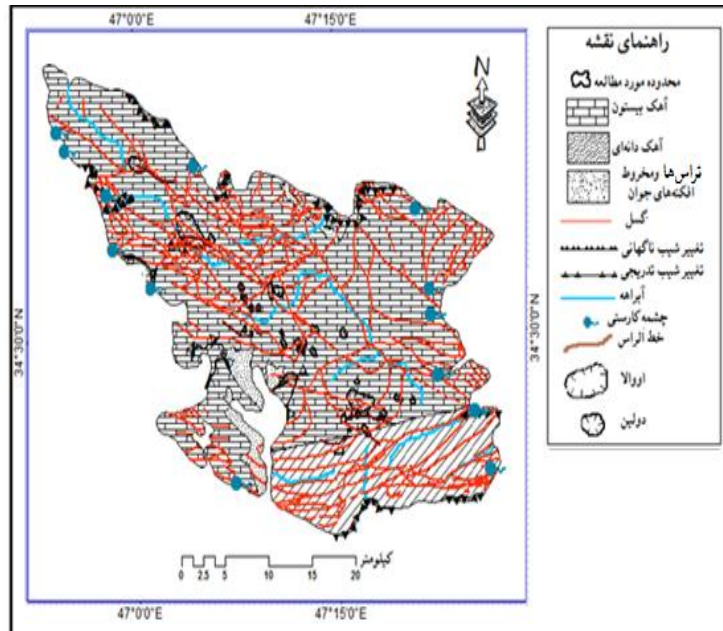 47°0'0"E 47°15'0"E
N
34°30'0"N
34°30'0"N
کیلومتر
0 2.5 5 10 15 20
47°0'0"E 47°15'0"E
راهنمای نقشه
محدوده مورد مطالعه
آهک بیستون
آهک دانه‌ای
تراس‌ها ومخروط
افکنه‌های جوان
گسل
تغییر شیب ناگهانی
تغییر شیب تدریجی
آبراهه
چشمه کارستی
خط الراس
اووالا
دولین